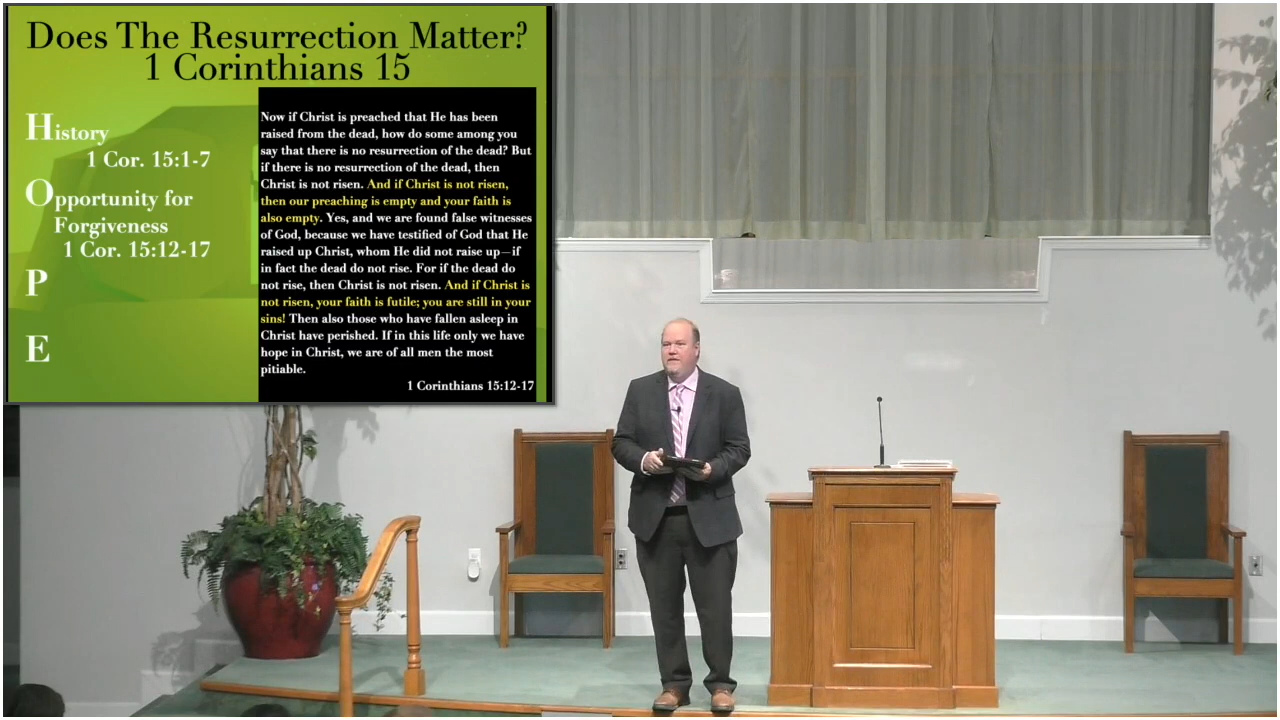 Does The Resurrection Matter?
1 Corinthians 15
History
1 Cor. 15:1-7
Opportunity for
Forgiveness
1 Cor. 15:12-17
P
E
Now if Christ is preached that He has been
raised from the dead, how do some among you
say that there is no resurrection of the dead? But
if there is no resurrection of the dead, then
Christ is not risen. And if Christ is not risen,
then our preaching is empty and your faith is
also empty. Yes, and we are found false witnesses
of God, because we have testified of God that He
raised up Christ, whom He did not raise up—if
in fact the dead do not rise. For if the dead do
not rise, then Christ is not risen. And if Christ is
not risen, your faith is futile; you are still in your
sins! Then also those who have fallen asleep in
Christ have perished. If in this life only we have
hope in Christ, we are of all men the most
pitiable.
1 Corinthians 15:12-17